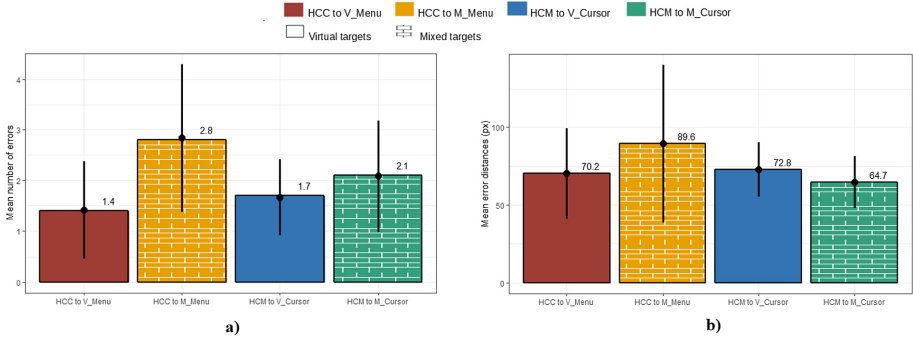 HCC to V_Menu HCC to M_Menu HCM to V_Cursor HCM to M_Cursor
Virtual targets Mixed targets
Mean number of errors
4
3
2
1
0
1.4
2.8
1.7
2.1
HCC to V_Menu HCC to M_Menu HCM to V_Cursor HCM to M_Cursor
a)
Mean error distances (px)
100
50
0
70.2
89.6
72.8
64.7
HCC to V_Menu HCC to M_Menu HCM to V_Cursor HCM to M_Cursor
b)